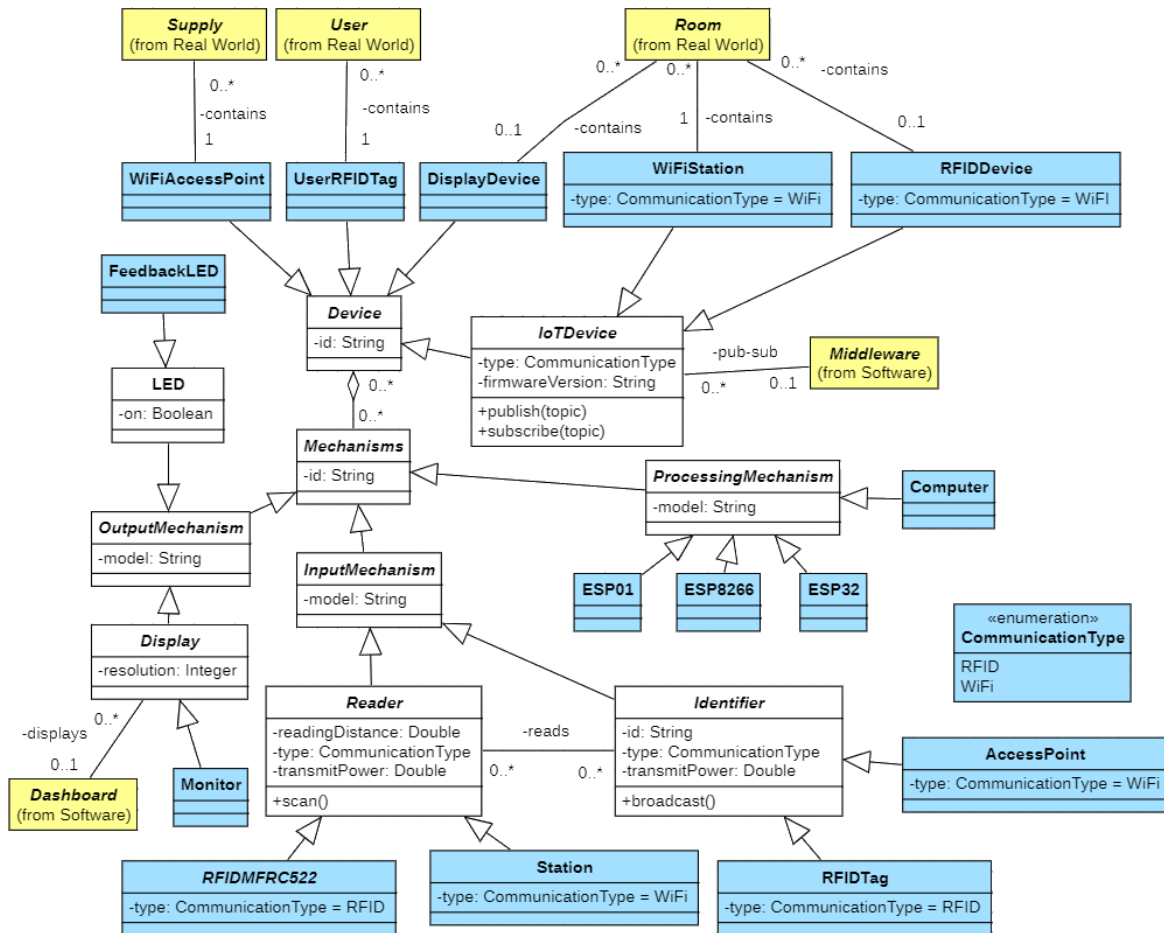 Supply
(from Real World)
User
(from Real World)
Room
(from Real World)
0..*
-contains
1
0..*
-contains
1
0..*
-contains
0..1
0..*
-contains
1
0..*
-contains
0..1
WiFiAccessPoint
UserRFIDTag
DisplayDevice
WiFiStation
-type: CommunicationType = WiFi
RFIDDevice
-type: CommunicationType = WiFI
FeedbackLED
Device
-id: String
IoTDevice
-type: CommunicationType
-firmwareVersion: String
+publish(topic)
+subscribe(topic)
-pub-sub
0..*
0..1
Middleware
(from Software)
LED
-on: Boolean
0..*
0..*
Mechanisms
-id: String
ProcessingMechanism
-model: String
Computer
OutputMechanism
-model: String
InputMechanism
-model: String
ESP01
ESP8266
ESP32
«enumeration»
CommunicationType
RFID
WiFi
Display
-resolution: Integer
Reader
-readingDistance: Double
-type: CommunicationType
-transmitPower: Double
+scan()
-reads
0..*
0..*
Identifier
-id: String
-type: CommunicationType
-transmitPower: Double
+broadcast()
0..*
-displays
0..1
Dashboard
(from Software)
Monitor
AccessPoint
-type: CommunicationType = WiFi
RFIDMFRC522
-type: CommunicationType = RFID
Station
-type: CommunicationType = WiFi
RFIDTag
-type: CommunicationType = RFID